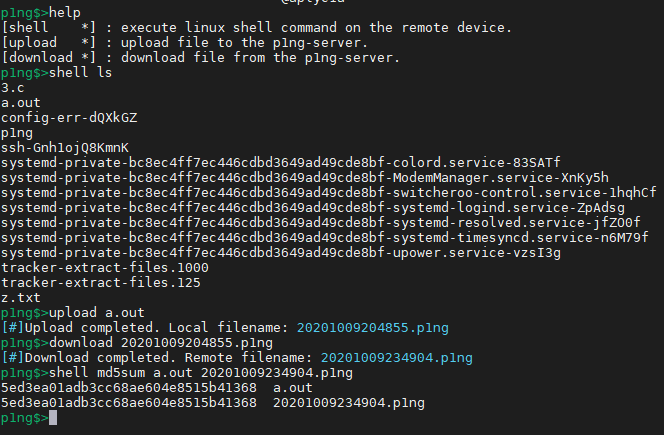 p1ng$>help
[shell    *] : execute linux shell command on the remote device.
[upload   *] : upload file to the p1ng-server.
[download *] : download file from the p1ng-server.
p1ng$>shell ls
3.c
a.out
config-err-dQXkGZ
p1ng
ssh-Gnh1ojQ8KmnK
systemd-private-bc8ec4ff7ec446cdbd3649ad49cde8bf-colord.service-83SATf
systemd-private-bc8ec4ff7ec446cdbd3649ad49cde8bf-ModemManager.service-XnKy5h
systemd-private-bc8ec4ff7ec446cdbd3649ad49cde8bf-switcheroo-control.service-1hqhCf
systemd-private-bc8ec4ff7ec446cdbd3649ad49cde8bf-systemd-logind.service-ZpAdsg
systemd-private-bc8ec4ff7ec446cdbd3649ad49cde8bf-systemd-resolved.service-jfZO0f
systemd-private-bc8ec4ff7ec446cdbd3649ad49cde8bf-systemd-timesyncd.service-n6M79f
systemd-private-bc8ec4ff7ec446cdbd3649ad49cde8bf-upower.service-vzsI3g
tracker-extract-files.1000
tracker-extract-files.125
z.txt
p1ng$>upload a.out
[#]Upload completed. Local filename: 20201009204855.p1ng
p1ng$>download 20201009204855.p1ng
[#]Download completed. Remote filename: 20201009234904.p1ng
p1ng$>shell md5sum a.out 20201009234904.p1ng
5ed3ea01adb3cc68ae604e8515b41368  a.out
5ed3ea01adb3cc68ae604e8515b41368  20201009234904.p1ng
p1ng$>